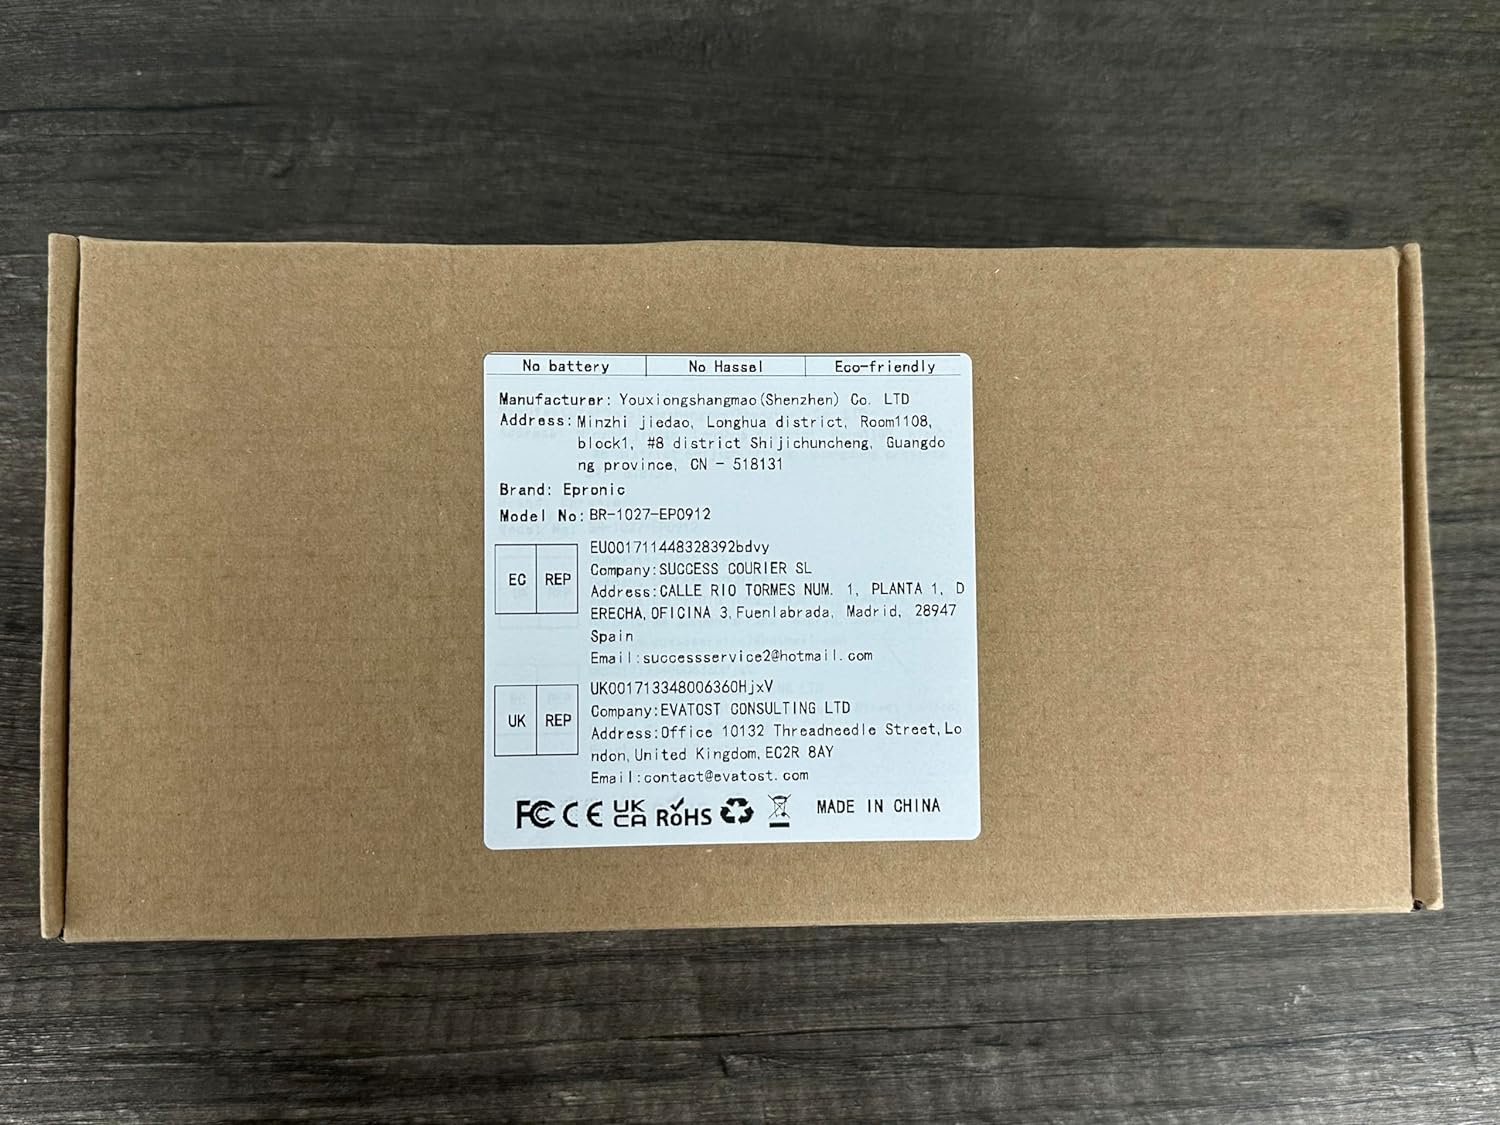 No battery No Hassel Eco-friendly
Manufacturer: Youxiongshangmao(Shenzhen) Co. LTD
Address: Minzhi jiedao, Longhua district, Room1108,
block1, #8 district Shijichuncheng, Guangdo
ng province, CN - 518131
Brand: Epronic
Model No: BR-1027-EP0912
EU001711448328392bdvy
Company:SUCCESS COURIER SL
EC REP
Address:CALLE RIO TORMES NUM. 1, PLANTA 1, D
ERECHA,OFICINA 3,Fuenlabrada, Madrid, 28947
Spain
Email:successservice2@hotmail.com
UK001713348006360HjxV
Company:EVATOST CONSULTING LTD
UK REP
Address:Office 10132 Threadneedle Street,Lo
ndon,United Kingdom,EC2R 8AY
Email:contact@evatost.com
FC CE UK CA RoHS MADE IN CHINA